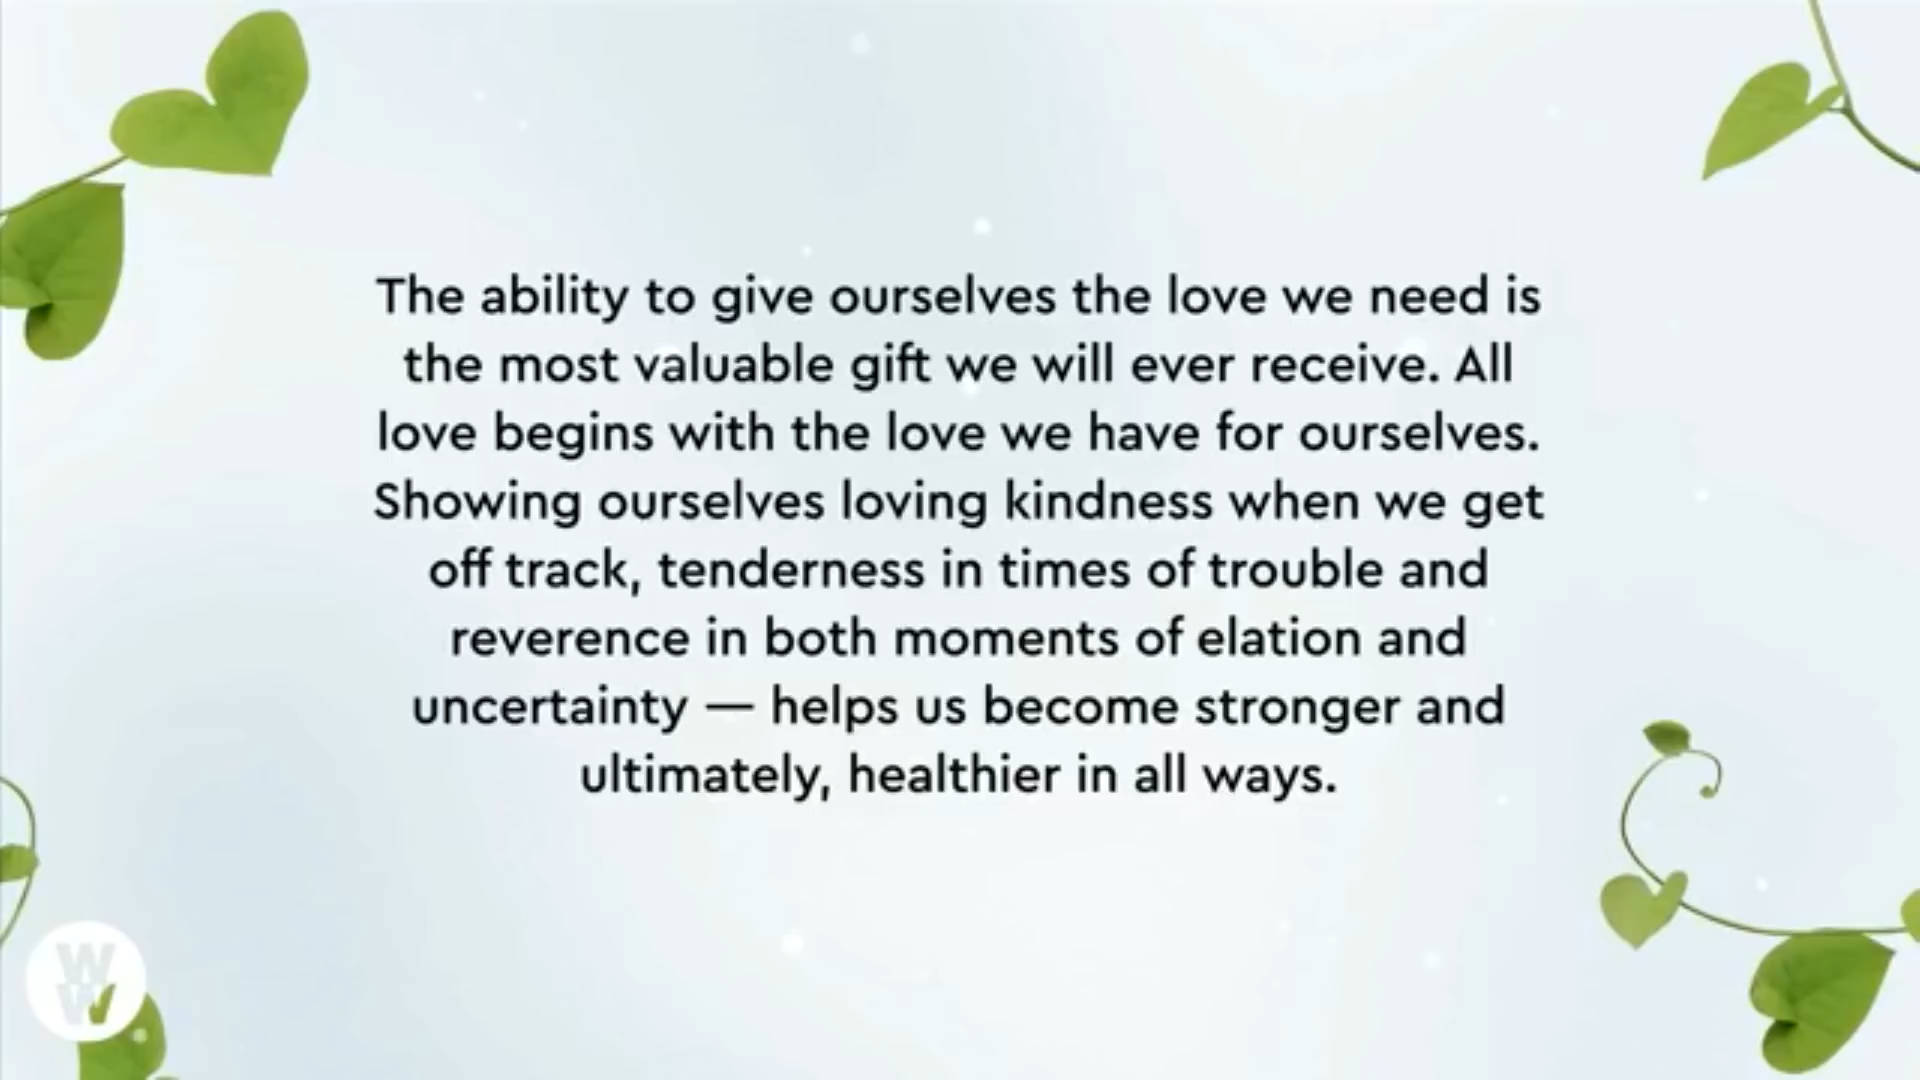 The ability to give ourselves the love we need is
the most valuable gift we will ever receive. All
love begins with the love we have for ourselves.
Showing ourselves loving kindness when we get
off track, tenderness in times of trouble and
reverence in both moments of elation and
uncertainty — helps us become stronger and
ultimately, healthier in all ways.
W
W